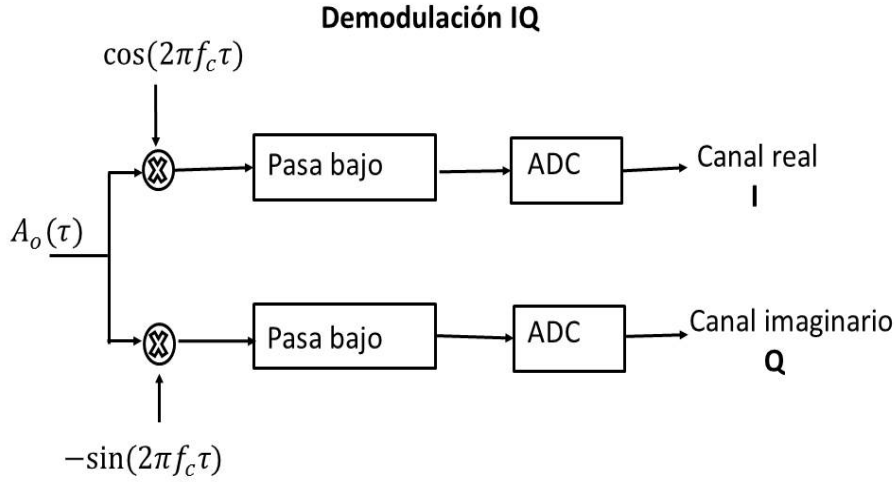 Demodulación IQ
cos(2πf_cτ)
Pasa bajo
ADC
Canal real
I
A_o(τ)
Pasa bajo
ADC
Canal imaginario
Q
−sin(2πf_cτ)